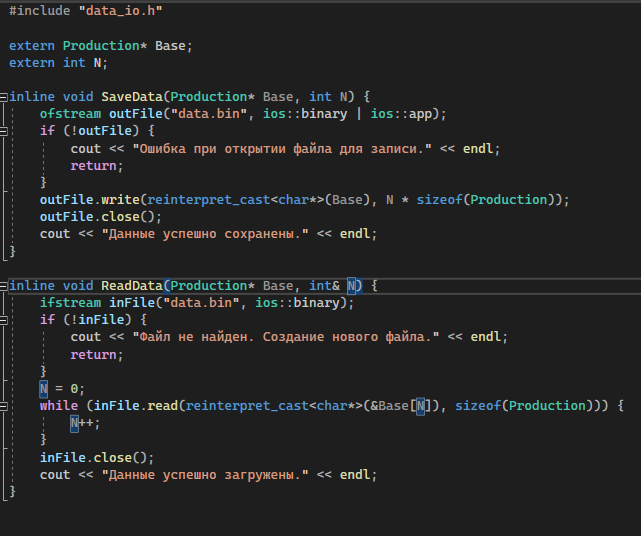 #include "data_io.h"
extern Production* Base;
extern int N;
inline void SaveData(Production* Base, int N) {
ofstream outFile("data.bin", ios::binary | ios::app);
if (!outFile) {
cout << "Ошибка при открытии файла для записи." << endl;
return;
}
outFile.write(reinterpret_cast<char*>(Base), N * sizeof(Production));
outFile.close();
cout << "Данные успешно сохранены." << endl;
}
inline void ReadData(Production* Base, int& N) {
ifstream inFile("data.bin", ios::binary);
if (!inFile) {
cout << "Файл не найден. Создание нового файла." << endl;
return;
}
N = 0;
while (inFile.read(reinterpret_cast<char*>(&Base[N]), sizeof(Production))) {
N++;
}
inFile.close();
cout << "Данные успешно загружены." << endl;
}